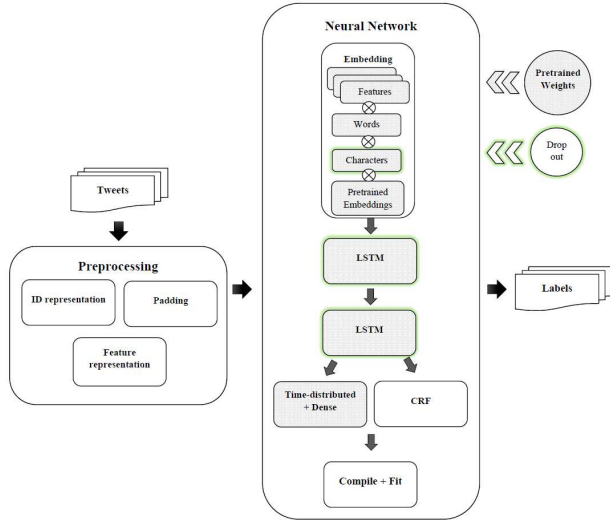 Neural Network
Embedding
Features
Words
Characters
Pretrained
Embeddings
LSTM
LSTM
Time-distributed
+ Dense
CRF
Compile + Fit
Tweets
Preprocessing
ID representation
Padding
Feature
representation
Pretrained
Weights
Drop
out
Labels